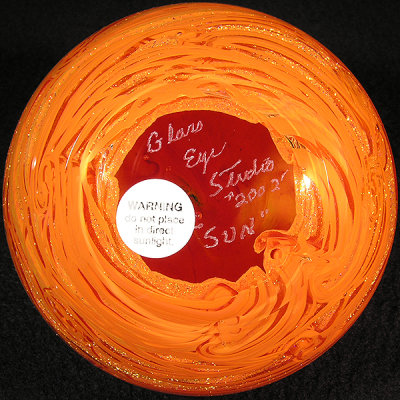 Glass
Eye
Studio
"2002"
"SUN"
WARNING
do not place
in direct
sunlight.